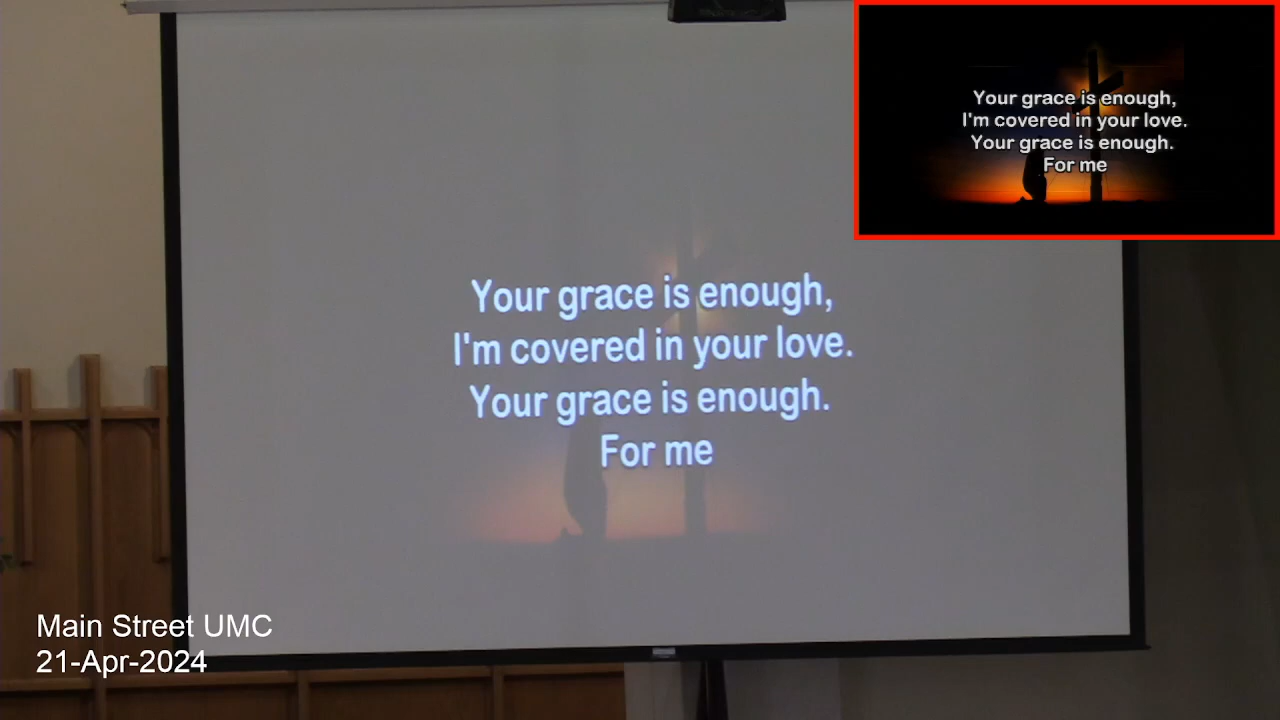 Your grace is enough,
I'm covered in your love.
Your grace is enough.
For me
Your grace is enough,
I'm covered in your love.
Your grace is enough.
For me
Main Street UMC
21-Apr-2024